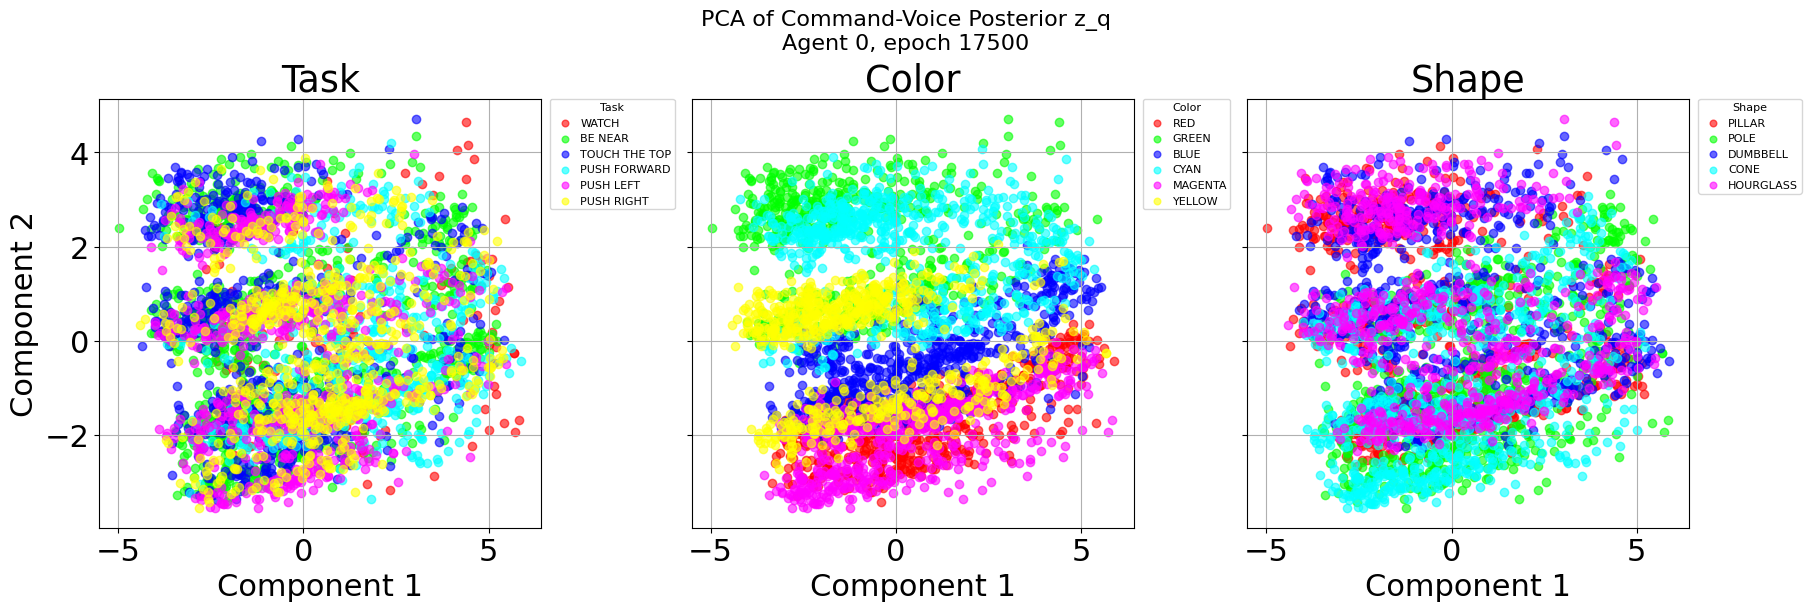 PCA of Command-Voice Posterior z_q
Agent 0, epoch 17500
Task
Color
Shape
Task
WATCH
BE NEAR
TOUCH THE TOP
PUSH FORWARD
PUSH LEFT
PUSH RIGHT
Color
RED
GREEN
BLUE
CYAN
MAGENTA
YELLOW
Shape
PILLAR
POLE
DUMBBELL
CONE
HOURGLASS
Component 2
4
2
0
−2
−5 0 5
−5 0 5
−5 0 5
Component 1
Component 1
Component 1